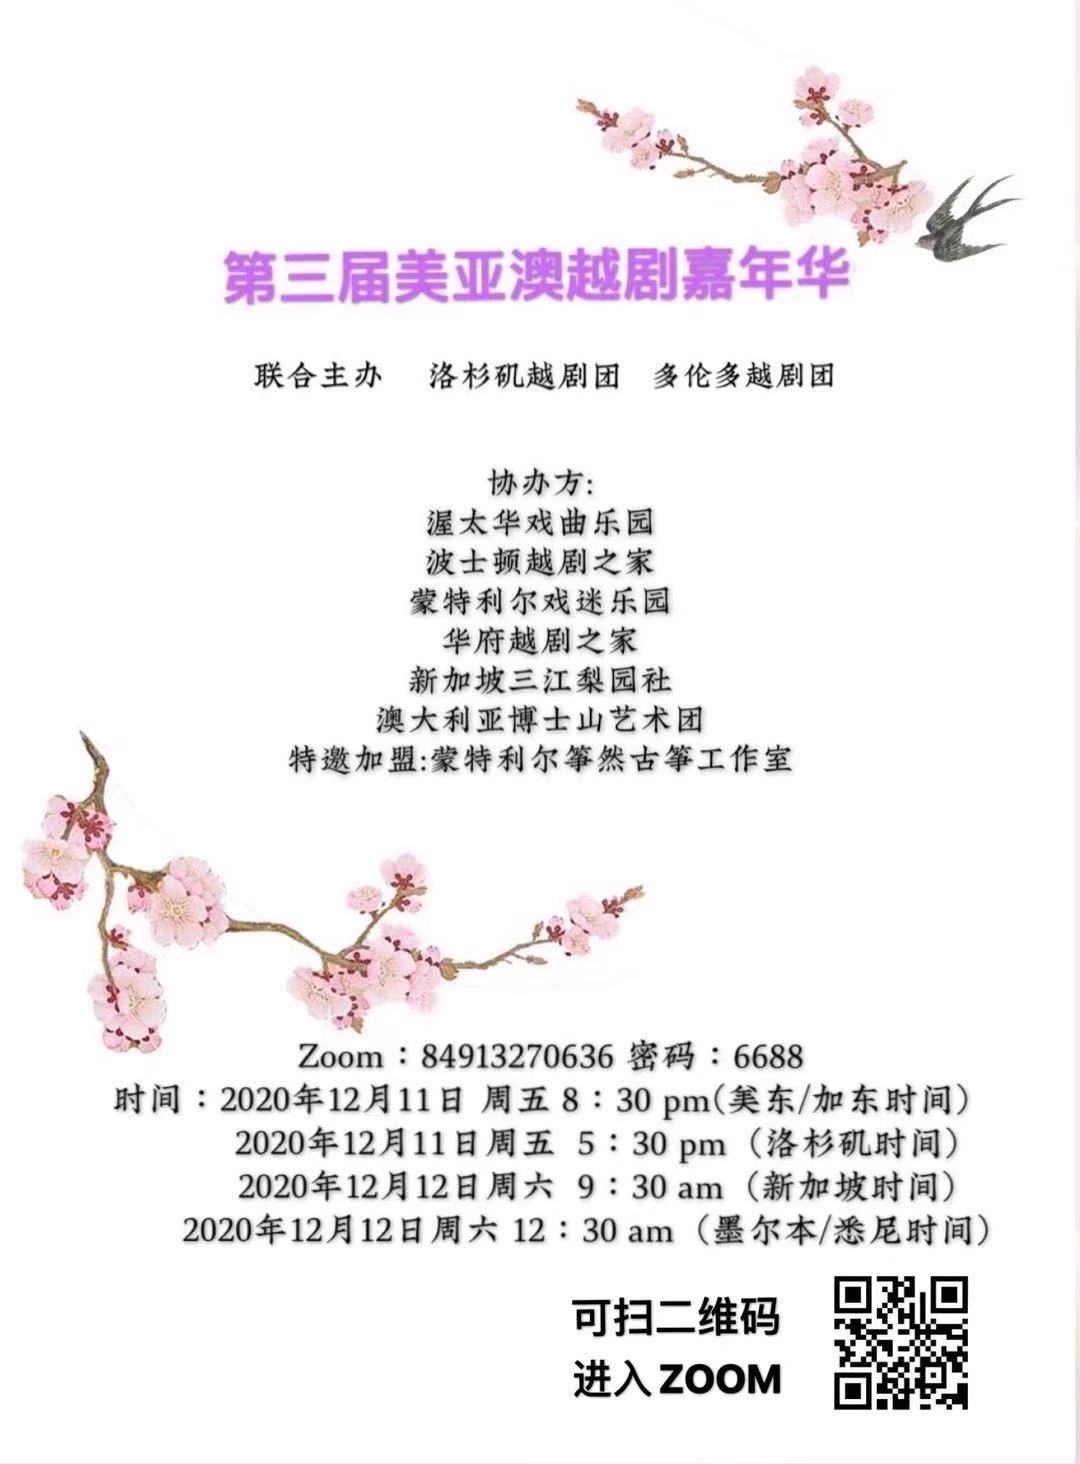 第三届美亚澳越剧嘉年华
联合主办 洛杉矶越剧团 多伦多越剧团
协办方:
渥太华戏曲乐园
波士顿越剧之家
蒙特利尔戏迷乐园
华府越剧之家
新加坡三江梨园社
澳大利亚博士山艺术团
特邀加盟:蒙特利尔筝然古筝工作室
Zoom：84913270636 密码：6688
时间：2020年12月11日 周五 8：30 pm(美东/加东时间)
2020年12月11日周五 5：30 pm（洛杉矶时间）
2020年12月12日周六 9：30 am（新加坡时间）
2020年12月12日周六 12：30 am（墨尔本/悉尼时间）
可扫二维码
进入ZOOM